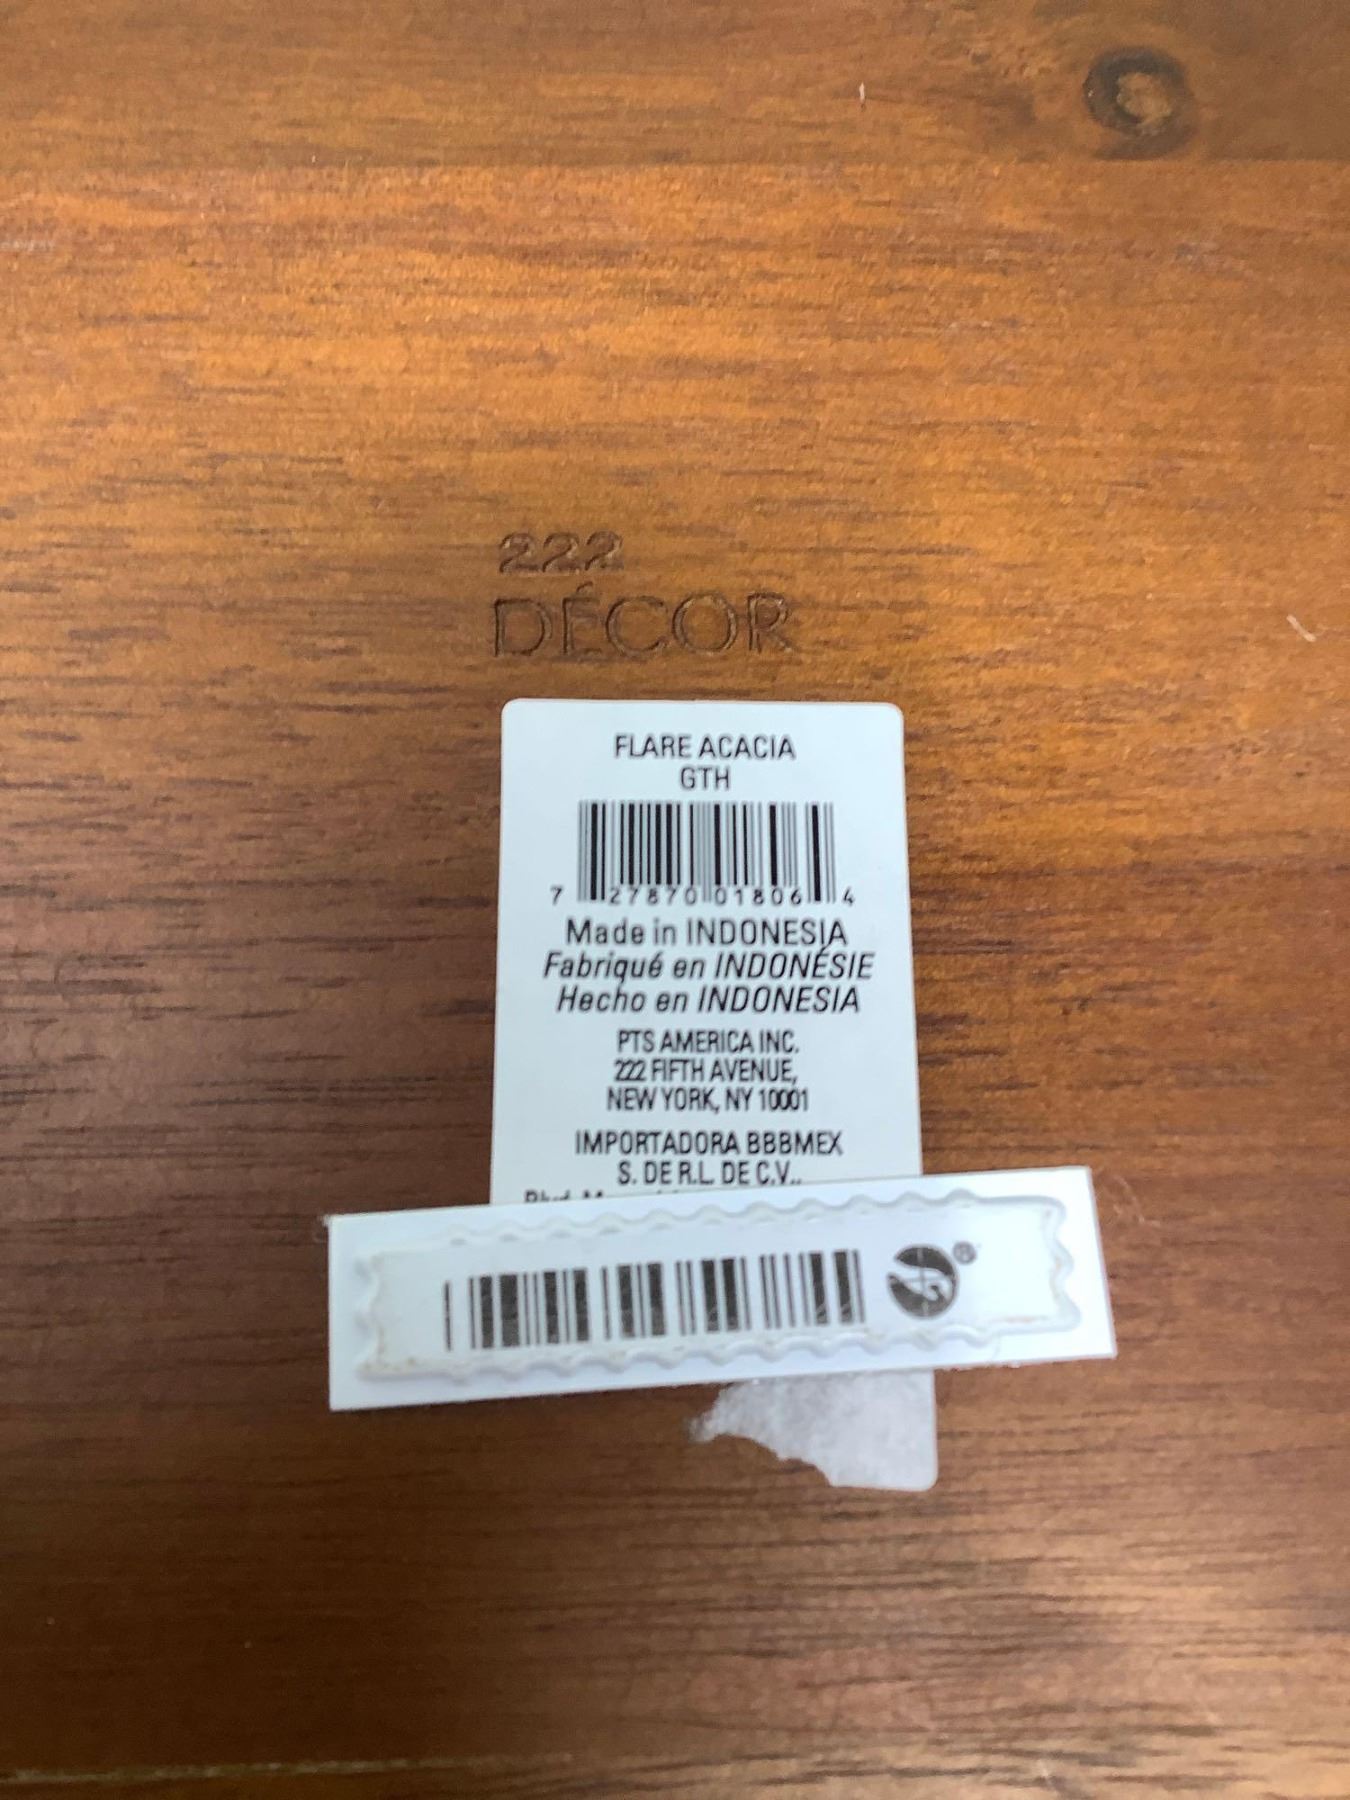 222
DÉCOR
FLARE ACACIA
GTH
7 27870 01806 4
Made in INDONESIA
Fabriqué en INDONÉSIE
Hecho en INDONESIA
PTS AMERICA INC.
222 FIFTH AVENUE,
NEW YORK, NY 10001
IMPORTADORA BBBMEX
S. DE R.L. DE C.V..
Blvd.
®